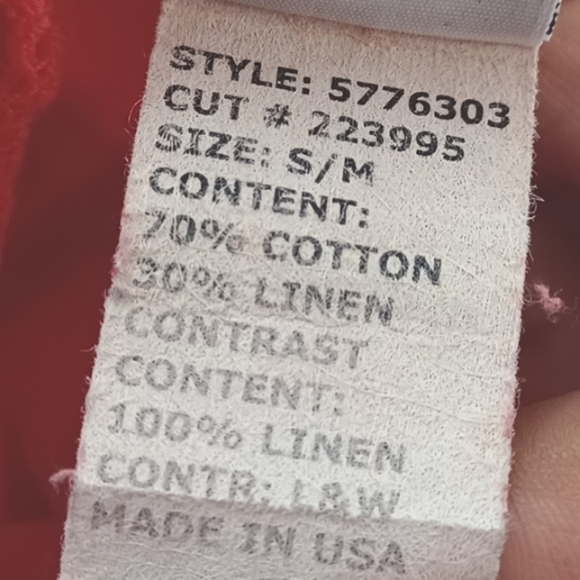 STYLE: 5776303
CUT # 223995
SIZE: S/M
CONTENT:
70% COTTON
30% LINEN
CONTRAST
CONTENT:
100% LINEN
CONTR: L&W
MADE IN USA